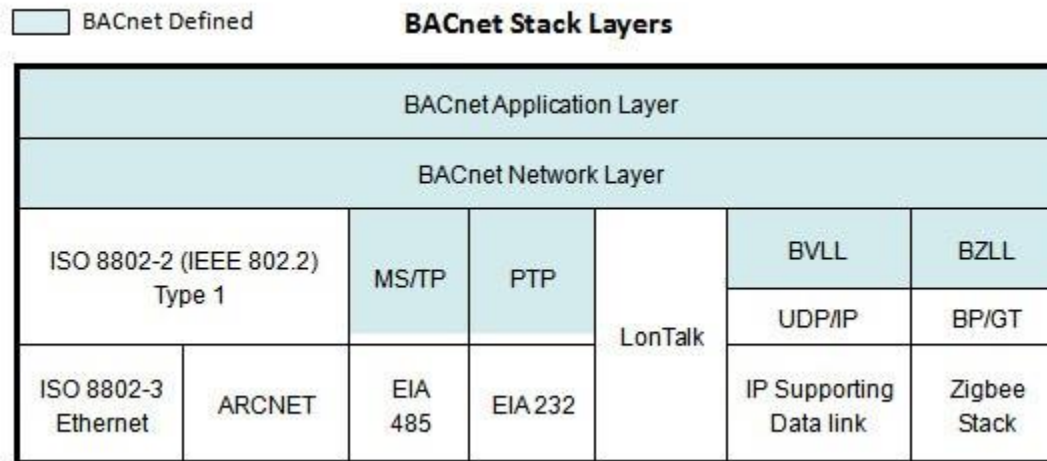 BACnet Defined
BACnet Stack Layers
BACnet Application Layer
BACnet Network Layer
ISO 8802-2 (IEEE 802.2)
Type 1
MS/TP
PTP
LonTalk
BVLL
BZLL
UDP/IP
BP/GT
ISO 8802-3
Ethernet
ARCNET
EIA
485
EIA 232
IP Supporting
Data link
Zigbee
Stack